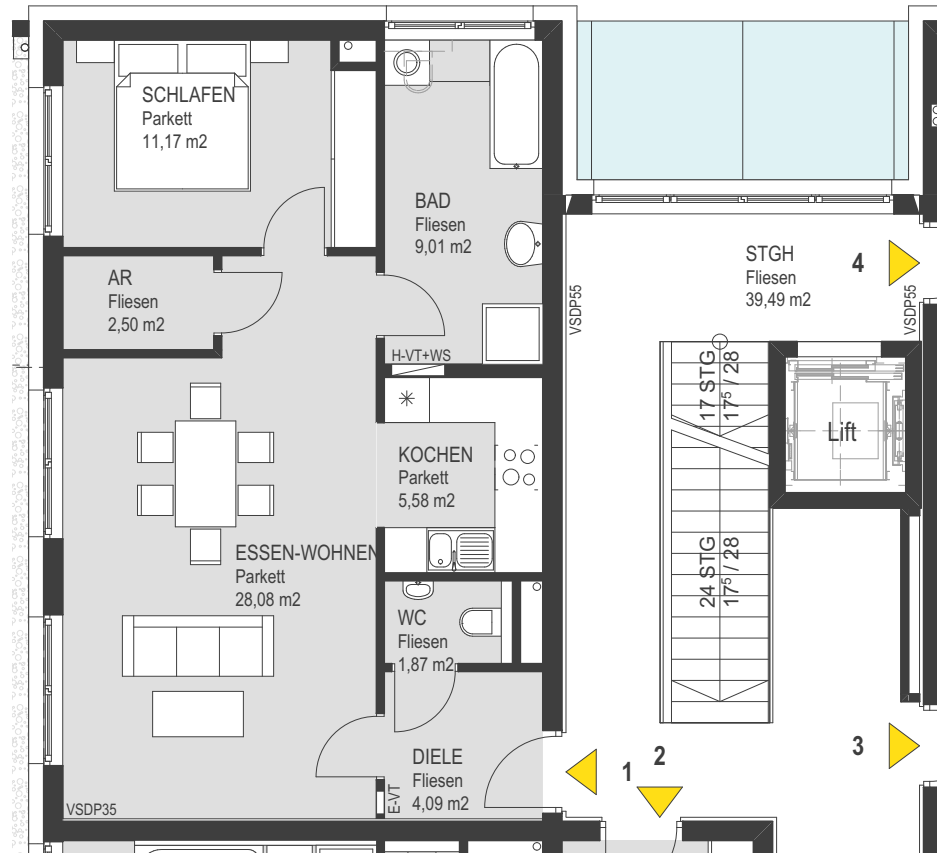 SCHLAFEN
Parkett
11,17 m2
BAD
Fliesen
9,01 m2
STGH
Fliesen
39,49 m2
4
AR
Fliesen
2,50 m2
VSDP55
VSDP55
H-VT+WS
17 STG
17⁵ / 28
Lift
KOCHEN
Parkett
5,58 m2
ESSEN-WOHNEN
Parkett
28,08 m2
24 STG
17⁵ / 28
WC
Fliesen
1,87 m2
DIELE
Fliesen
4,09 m2
E-VT
VSDP35
1
2
3